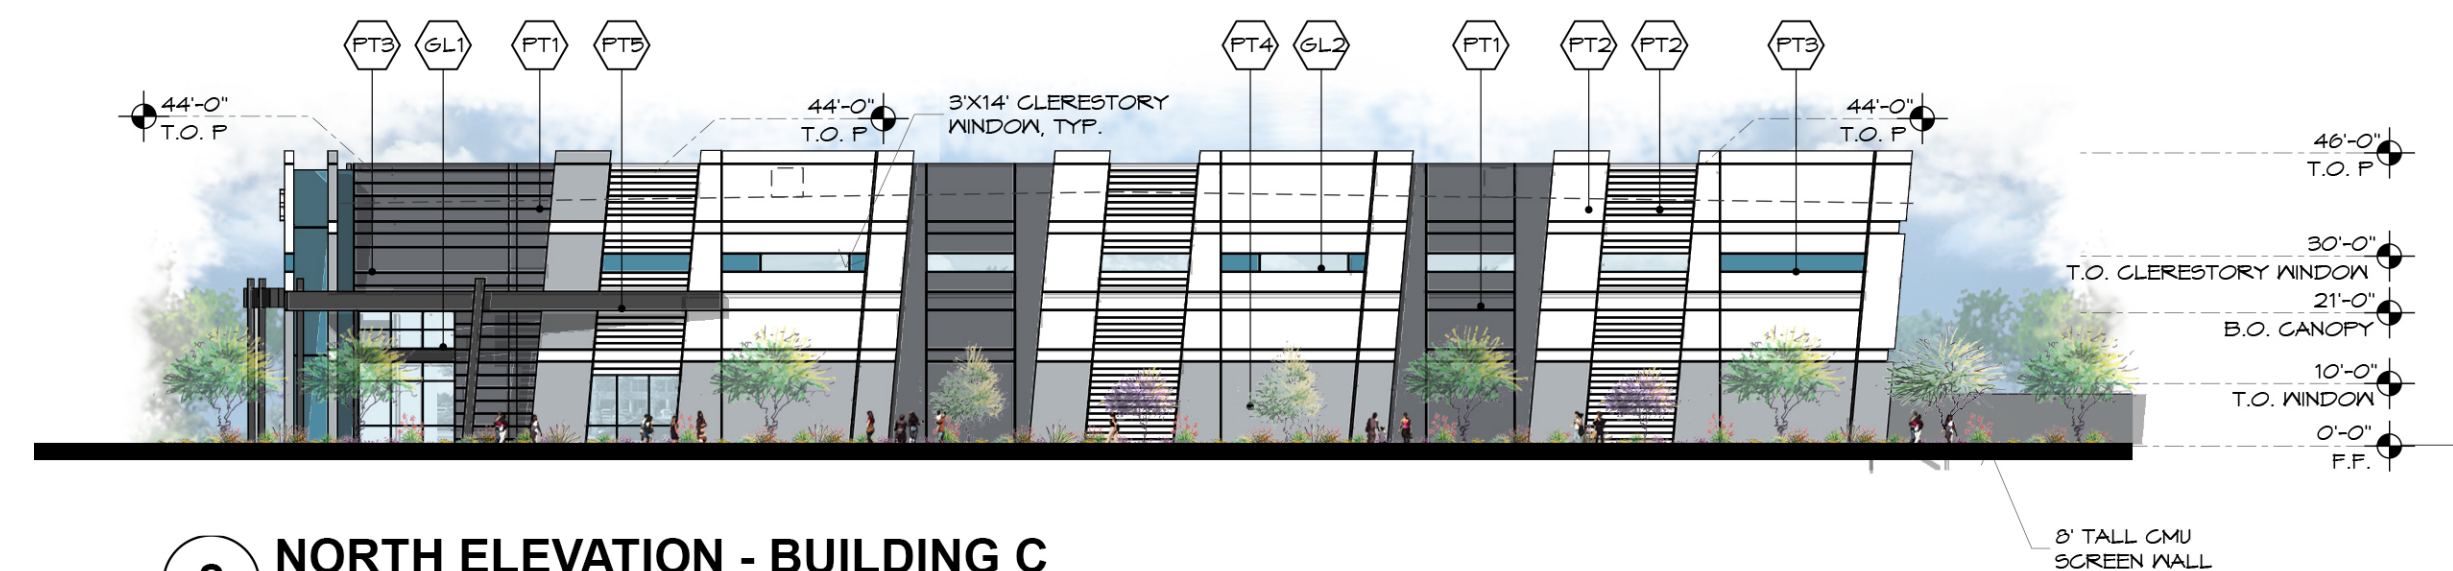 PT3 GL1 PT1 PT5 PT4 GL2 PT1 PT2 PT2 PT3
44'-0"
T.O. P
44'-0"
T.O. P
3'X14' CLERESTORY
WINDOW, TYP.
44'-0"
T.O. P
46'-0"
T.O. P
30'-0"
T.O. CLERESTORY WINDOW
21'-0"
B.O. CANOPY
10'-0"
T.O. WINDOW
0'-0"
F.F.
8' TALL CMU
SCREEN WALL
NORTH ELEVATION - BUILDING C